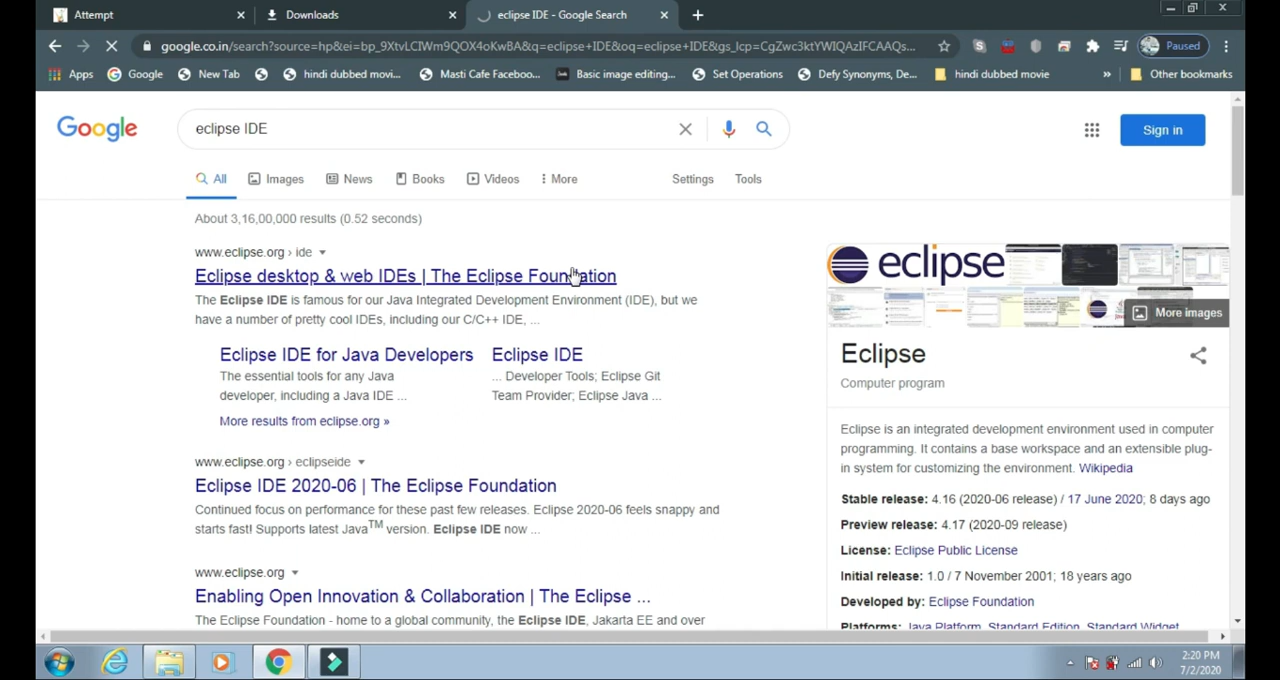 Attempt
Downloads
eclipse IDE - Google Search
google.co.in/search?source=hp&ei=bp_9XtvLCIWm9QOX4oKwBA&q=eclipse+IDE&oq=eclipse+IDE&gs_lcp=CgZwc3ktYWIQAzIFCAAQs...
Paused
Apps
Google
New Tab
hindi dubbed movi...
Masti Cafe Faceboo...
Basic image editing...
Set Operations
Defy Synonyms, De...
hindi dubbed movie
»
Other bookmarks
Google
eclipse IDE
Sign in
All
Images
News
Books
Videos
More
Settings
Tools
About 3,16,00,000 results (0.52 seconds)
www.eclipse.org › ide
Eclipse desktop & web IDEs | The Eclipse Foundation
The Eclipse IDE is famous for our Java Integrated Development Environment (IDE), but we
have a number of pretty cool IDEs, including our C/C++ IDE, ...
Eclipse IDE for Java Developers
The essential tools for any Java
developer, including a Java IDE ...
Eclipse IDE
... Developer Tools; Eclipse Git
Team Provider; Eclipse Java ...
More results from eclipse.org »
www.eclipse.org › eclipseide
Eclipse IDE 2020-06 | The Eclipse Foundation
Continued focus on performance for these past few releases. Eclipse 2020-06 feels snappy and
starts fast! Supports latest Java™ version. Eclipse IDE now ...
www.eclipse.org
Enabling Open Innovation & Collaboration | The Eclipse ...
The Eclipse Foundation - home to a global community, the Eclipse IDE, Jakarta EE and over
eclipse
More images
Eclipse
Computer program
Eclipse is an integrated development environment used in computer
programming. It contains a base workspace and an extensible plug-
in system for customizing the environment. Wikipedia
Stable release: 4.16 (2020-06 release) / 17 June 2020; 8 days ago
Preview release: 4.17 (2020-09 release)
License: Eclipse Public License
Initial release: 1.0 / 7 November 2001; 18 years ago
Developed by: Eclipse Foundation
Platforms: Java Platform, Standard Edition, Standard Widget
2:20 PM
7/2/2020